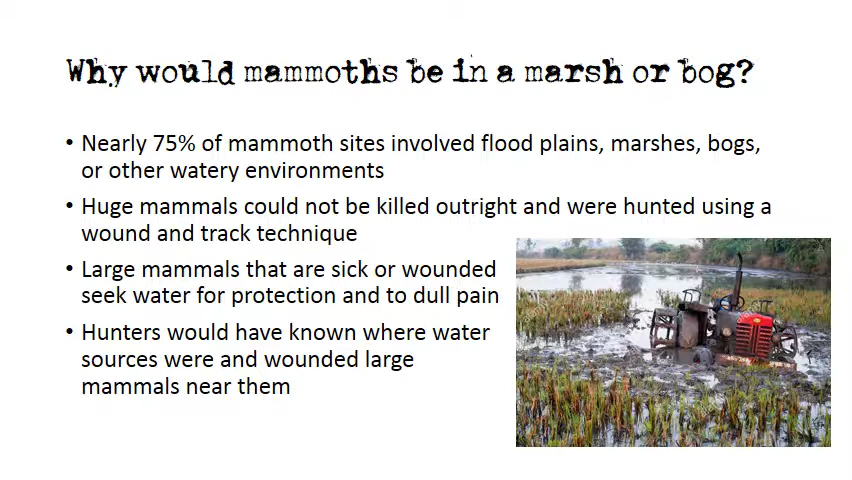 Why would mammoths be in a marsh or bog?
• Nearly 75% of mammoth sites involved flood plains, marshes, bogs,
or other watery environments
• Huge mammals could not be killed outright and were hunted using a
wound and track technique
• Large mammals that are sick or wounded
seek water for protection and to dull pain
• Hunters would have known where water
sources were and wounded large
mammals near them